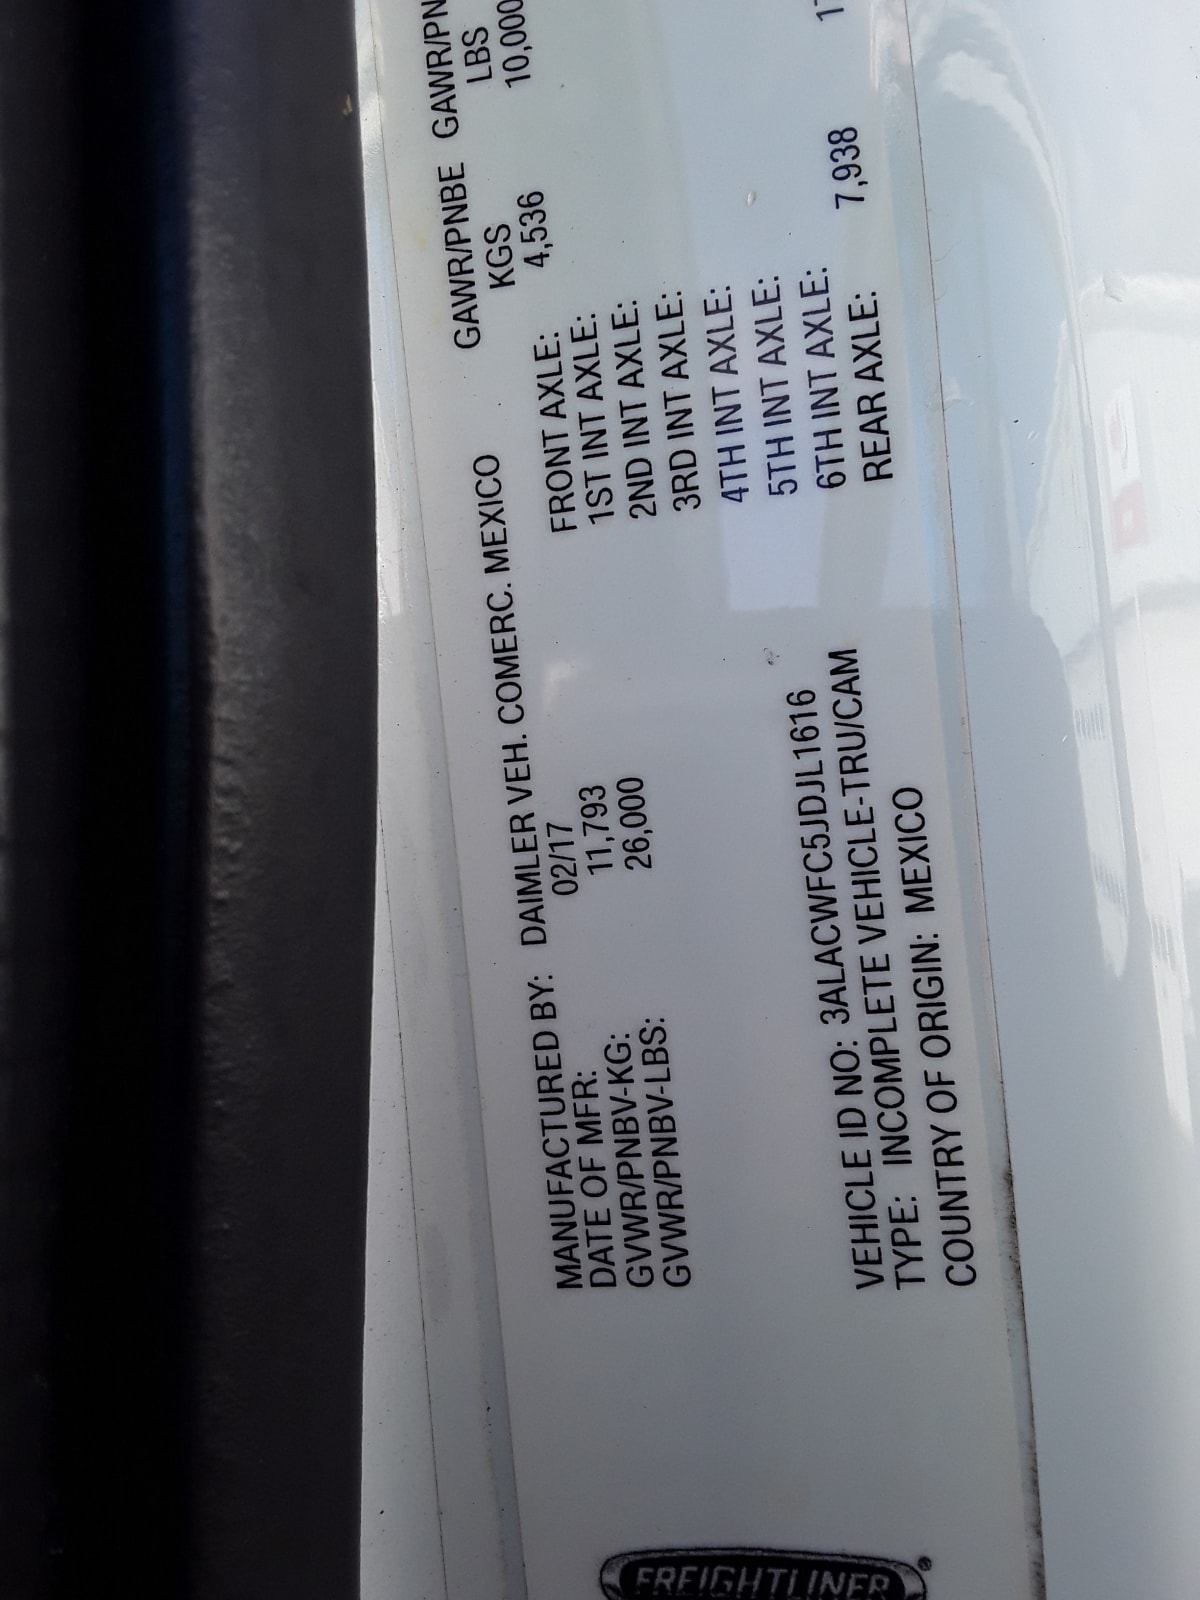 FREIGHTLINER®
MANUFACTURED BY: DAIMLER VEH. COMERC. MEXICO
DATE OF MFR: 02/17
GVWR/PNBV-KG: 11,793
GVWR/PNBV-LBS: 26,000
VEHICLE ID NO: 3ALACWFC5JDJL1616
TYPE: INCOMPLETE VEHICLE-TRU/CAM
COUNTRY OF ORIGIN: MEXICO
GAWR/PNBE GAWR/PN
KGS LBS
FRONT AXLE: 4,536 10,000
1ST INT AXLE:
2ND INT AXLE:
3RD INT AXLE:
4TH INT AXLE:
5TH INT AXLE:
6TH INT AXLE:
REAR AXLE: 7,938